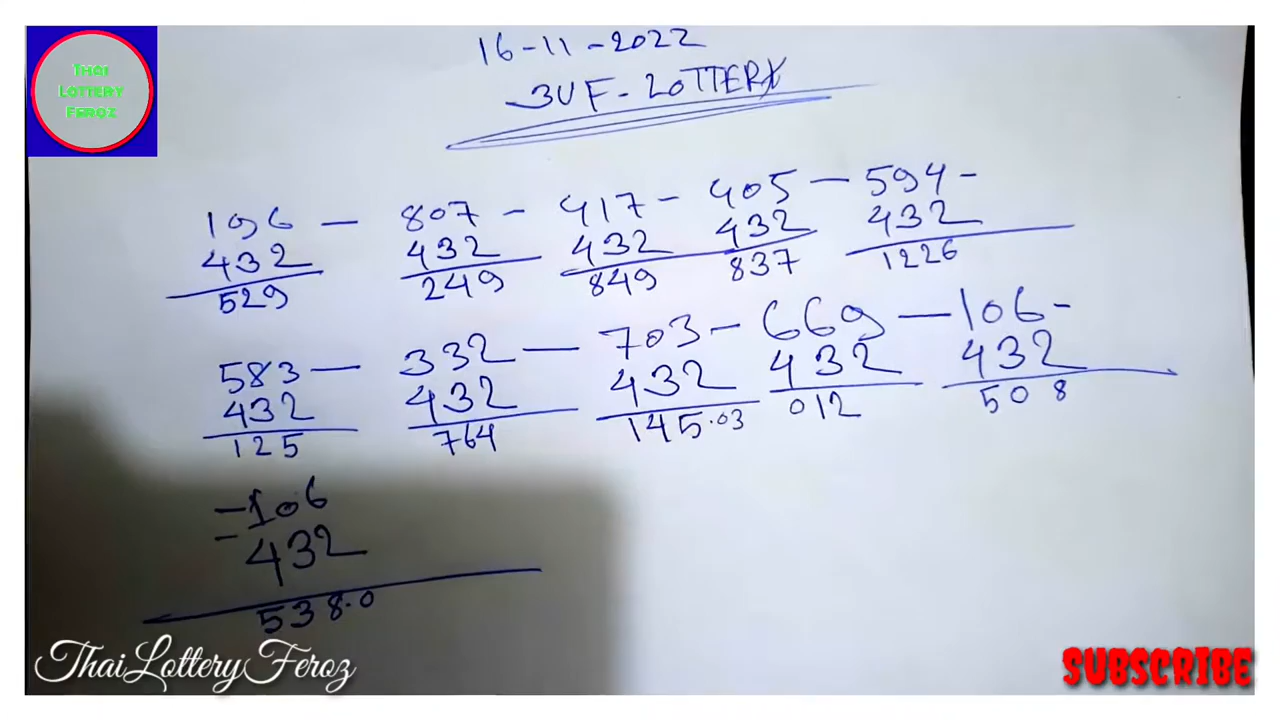 THAI
LOTTERY
FEROZ
16-11-2022
3UF-LOTTERY
196 — 807 - 417 - 405 — 594 -
432 432 432 432 432
529 249 849 837 1226
583 — 332 — 703 - 669 — 106 -
432 432 432 432 432
125 764 145.03 012 508
-106
-432
538.0
ThaiLotteryFeroz
SUBSCRIBE